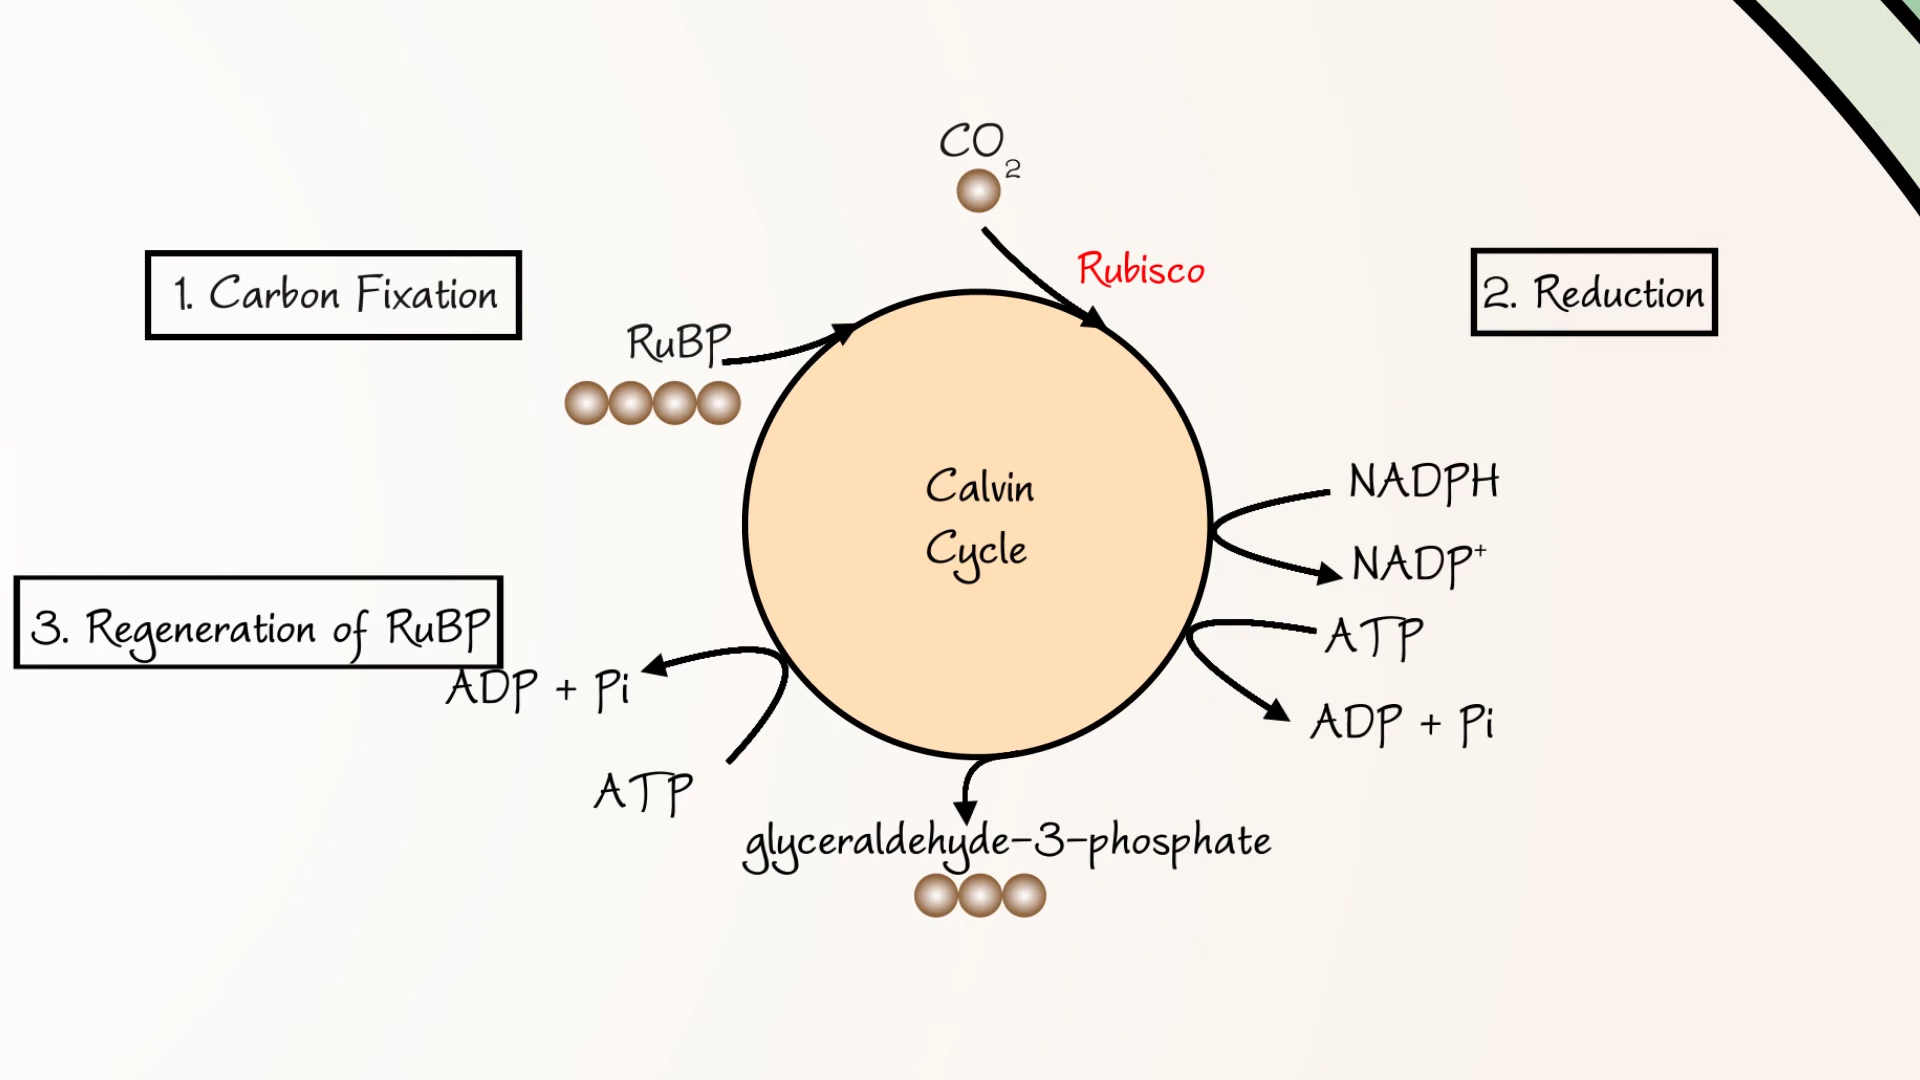 CO₂
Rubisco
1. Carbon Fixation
2. Reduction
RuBP
Calvin
Cycle
NADPH
NADP⁺
3. Regeneration of RuBP
ATP
ADP + Pi
ADP + Pi
ATP
glyceraldehyde-3-phosphate